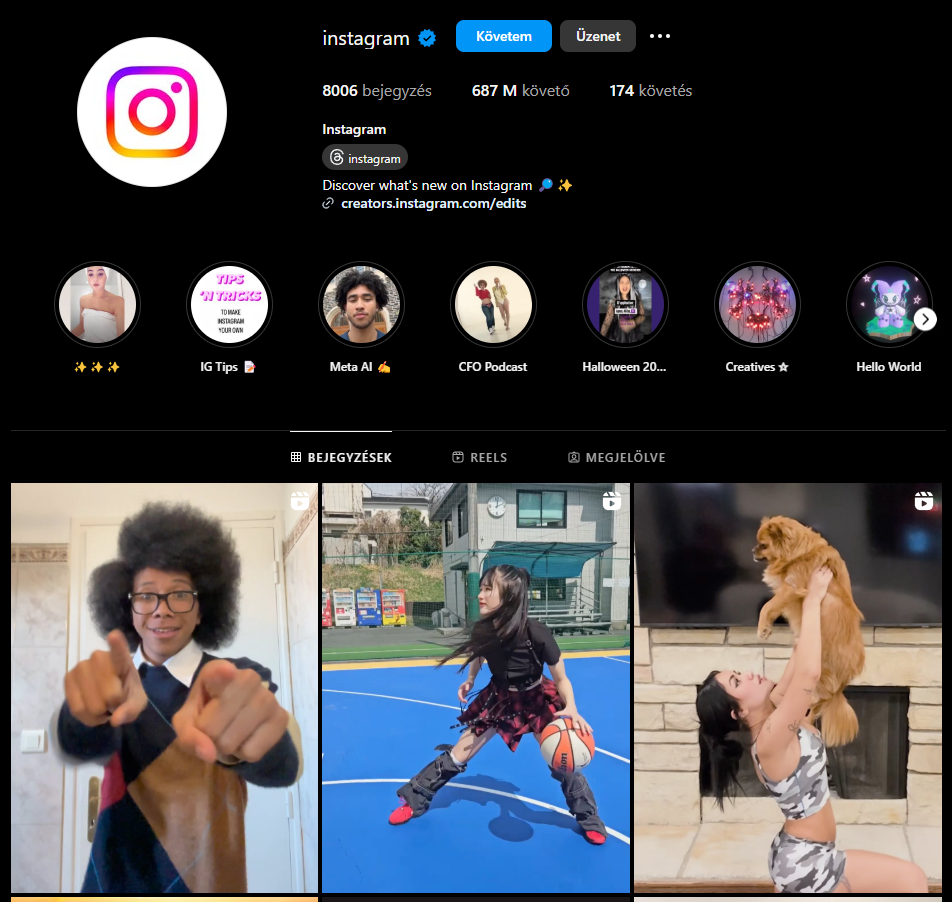 instagram
Követem
Üzenet
8006 bejegyzés
687 M követő
174 követés
Instagram
instagram
Discover what's new on Instagram 🔎 ✨
creators.instagram.com/edits
TIPS
'N TRICKS
TO MAKE
INSTAGRAM
YOUR OWN
✨ ✨ ✨
IG Tips 📝
Meta AI ✍️
CFO Podcast
Halloween 20...
Creatives ☆
Hello World
BEJEGYZÉSEK
REELS
MEGJELÖLVE